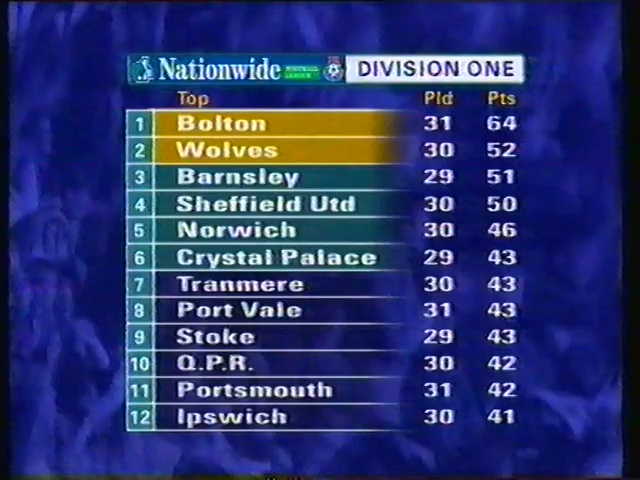 Nationwide FOOTBALL LEAGUE DIVISION ONE
Top Pld Pts
1 Bolton 31 64
2 Wolves 30 52
3 Barnsley 29 51
4 Sheffield Utd 30 50
5 Norwich 30 46
6 Crystal Palace 29 43
7 Tranmere 30 43
8 Port Vale 31 43
9 Stoke 29 43
10 Q.P.R. 30 42
11 Portsmouth 31 42
12 Ipswich 30 41